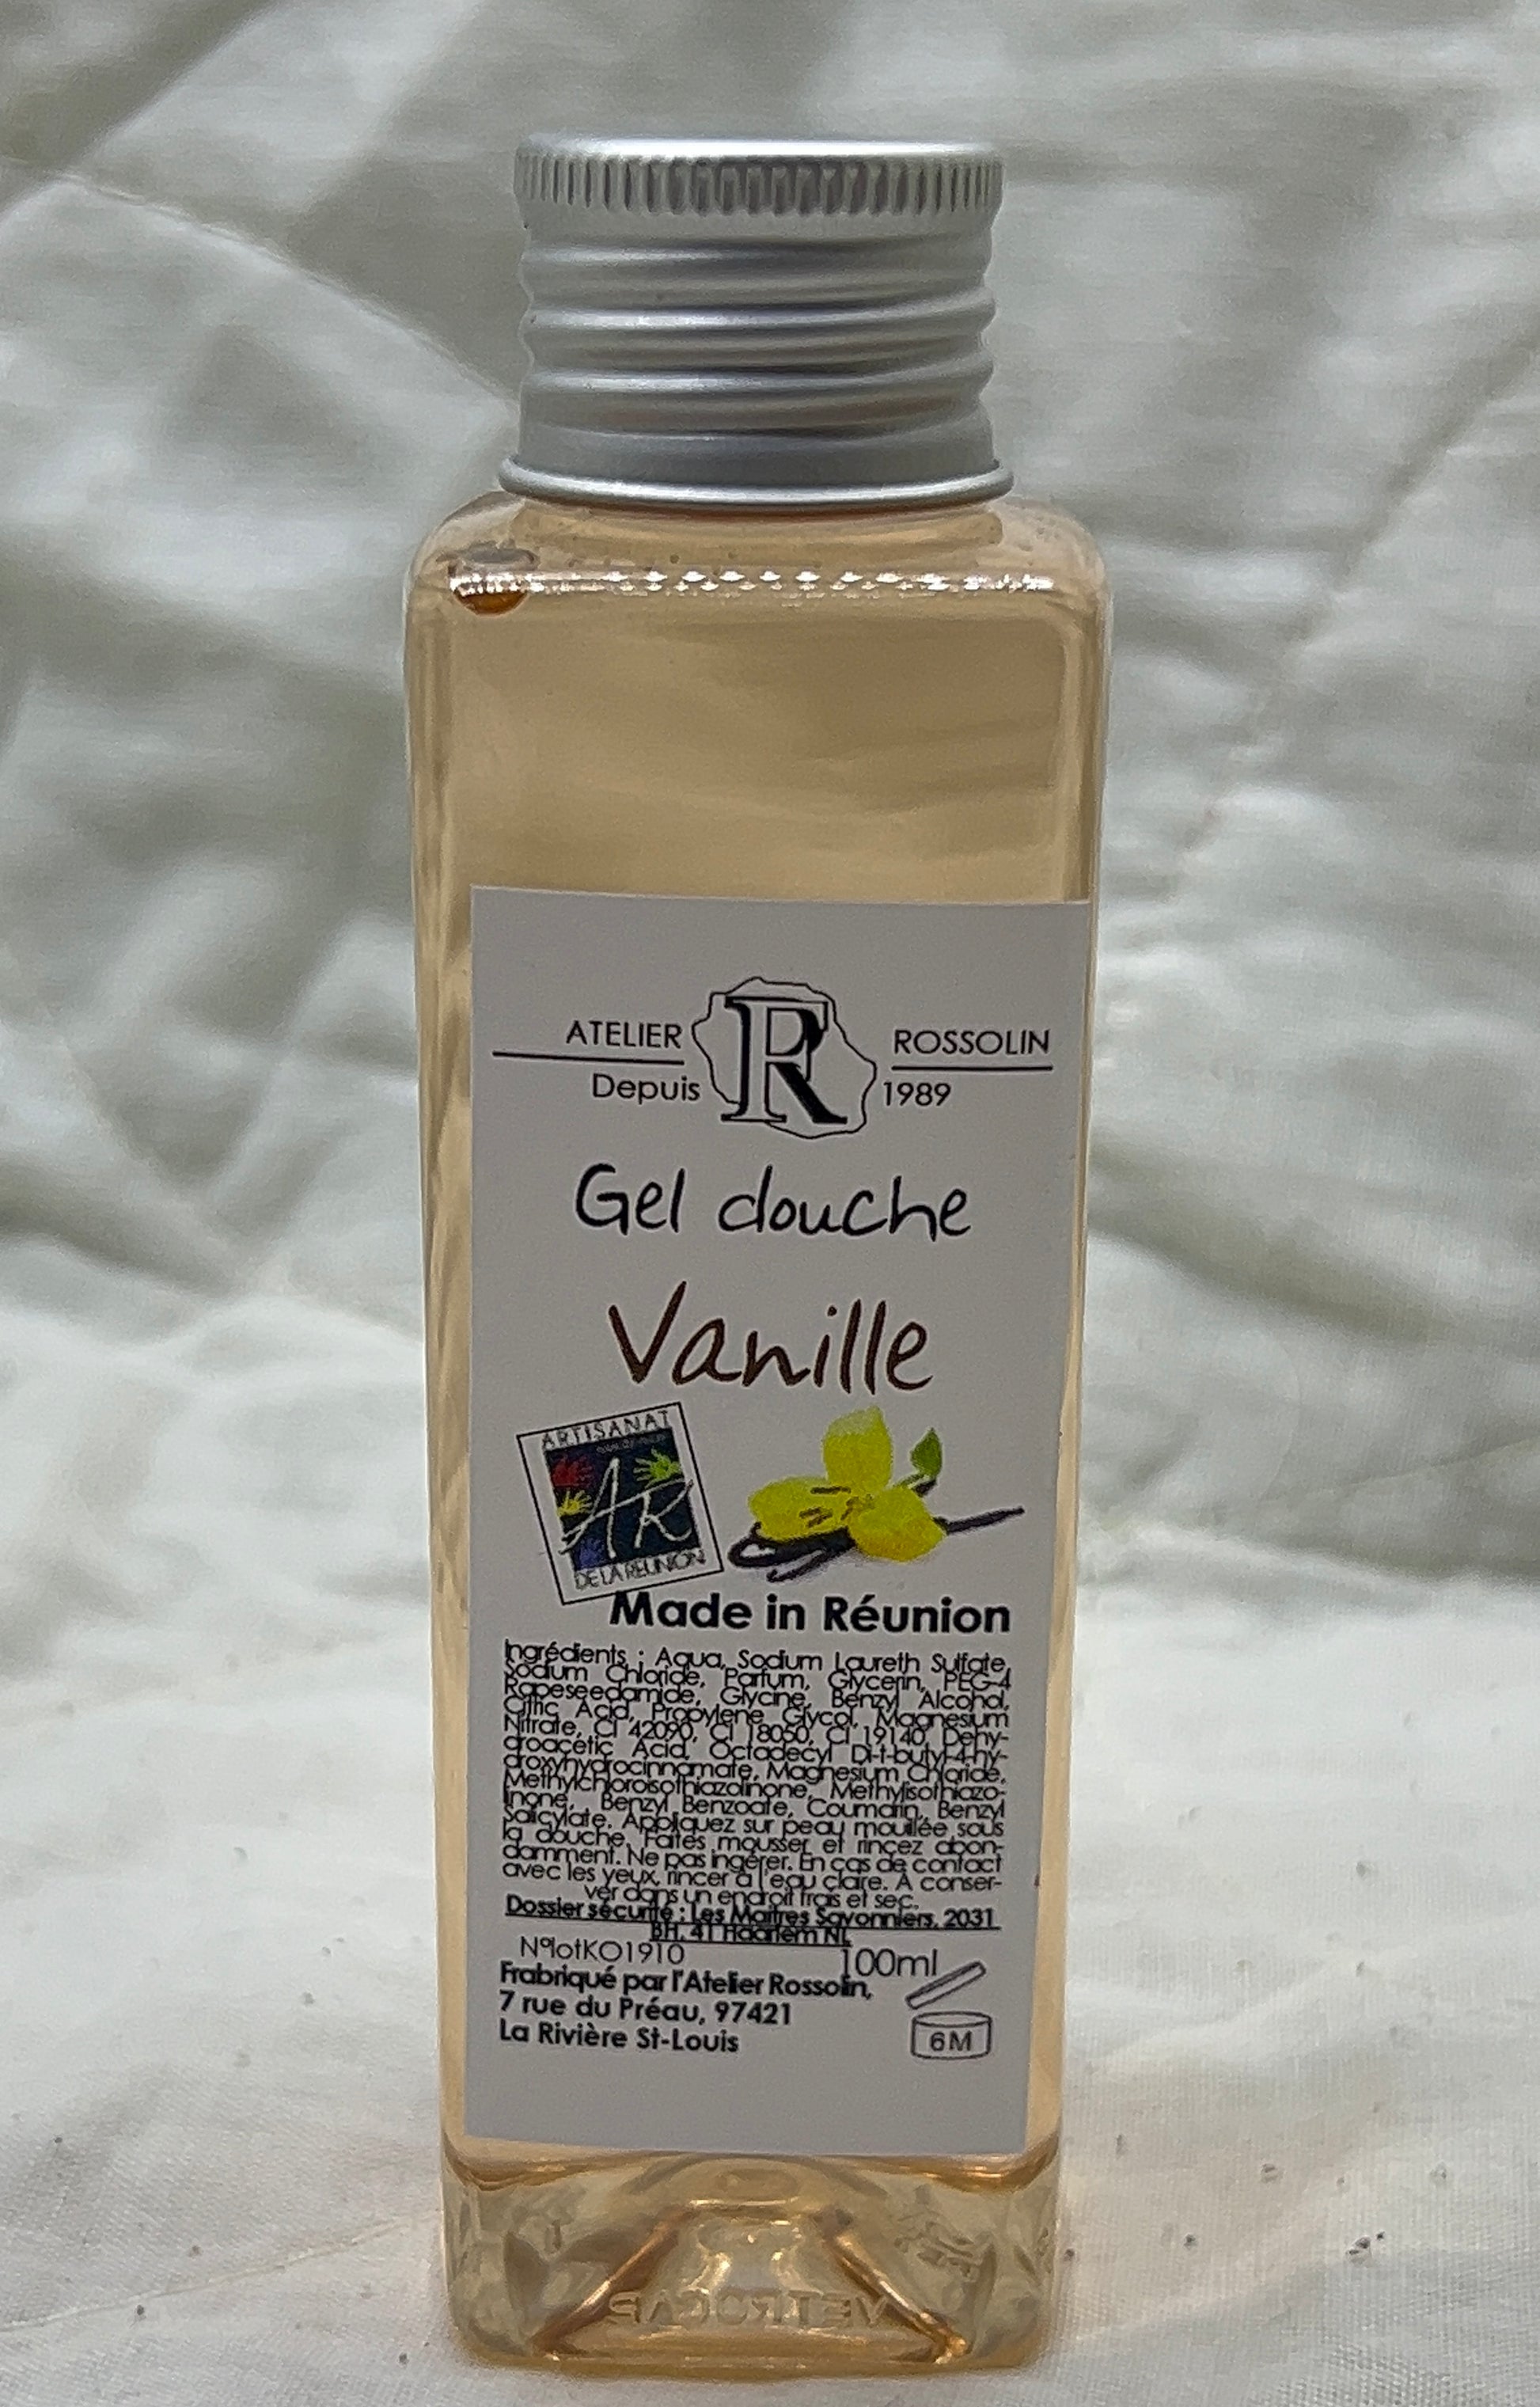 ATELIER R ROSSOLIN
Depuis 1989
Gel douche
Vanille
ARTISANAT
AR
DE LA REUNION
Made in Réunion
Ingrédients : Aqua, Sodium Laureth Sulfate,
Sodium Chloride, Parfum, Glycerin, PEG-4
Rapeseedamide, Glycine, Benzyl Alcohol,
Citric Acid, Propylene Glycol, Magnesium
Nitrate, CI 42090, CI 18050, CI 19140, Dehy-
droacetic Acid, Octadecyl Di-t-butyl-4-hy-
droxyhydrocinnamate, Magnesium Chloride,
Methylchloroisothiazolinone, Methylisothiazo-
linone, Benzyl Benzoate, Coumarin, Benzyl
Salicylate. Appliquez sur peau mouillée sous
la douche. Faites mousser et rincez abon-
damment. Ne pas ingérer. En cas de contact
avec les yeux, rincer à l'eau claire. A conser-
ver dans un endroit frais et sec.
Dossier sécurité : Les Maitres Savonniers, 2031
BH, 41 Haarlem NL
N°lotKO1910 100ml
Frabriqué par l'Atelier Rossolin,
7 rue du Préau, 97421
La Rivière St-Louis
6M
VETROCAP